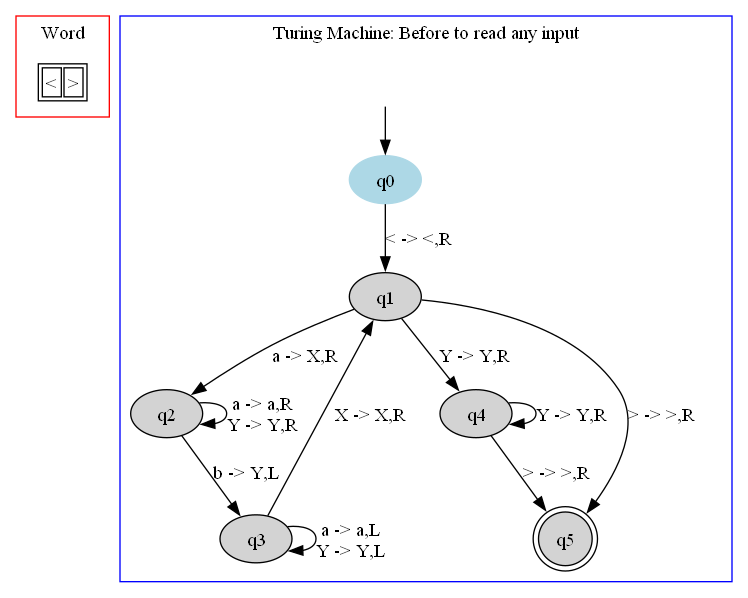 Word
< >
Turing Machine: Before to read any input
q0
< -> <,R
q1
a -> X,R
Y -> Y,R
q2
a -> a,R
Y -> Y,R
X -> X,R
q4
Y -> Y,R
> -> >,R
b -> Y,L
> -> >,R
q3
a -> a,L
Y -> Y,L
q5